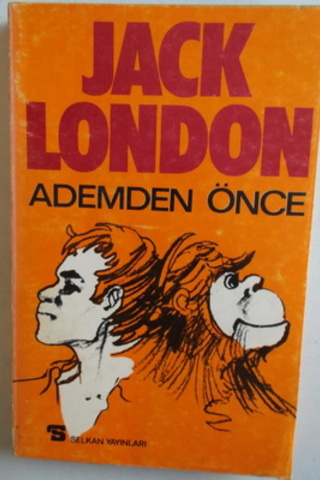 JACK
LONDON
ADEMDEN ÖNCE
SELKAN YAYINLARI